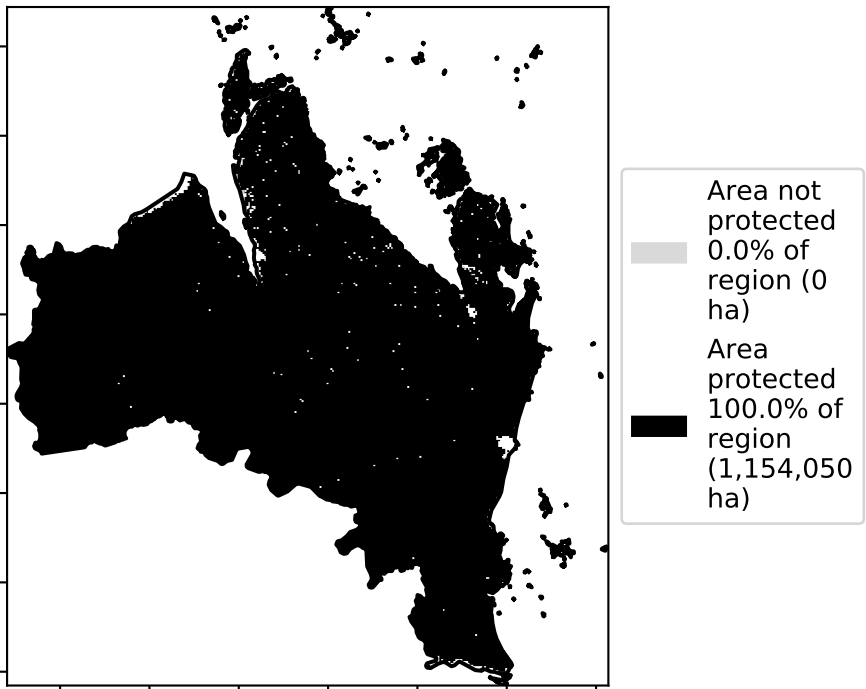 Area not
protected
0.0% of
region (0
ha)
Area
protected
100.0% of
region
(1,154,050
ha)